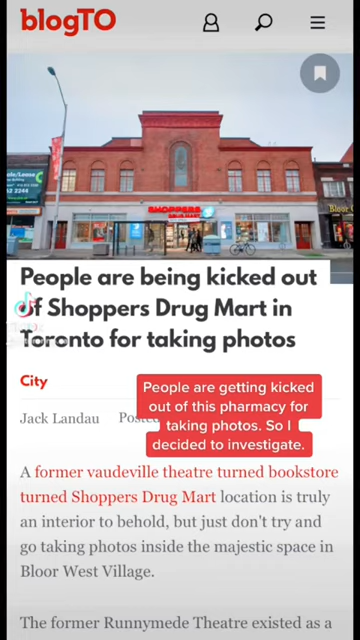 blogTO
SHOPPERS
DRUG MART
People are being kicked out
of Shoppers Drug Mart in
Toronto for taking photos
City
Jack Landau
People are getting kicked
out of this pharmacy for
taking photos. So I
decided to investigate.
A former vaudeville theatre turned bookstore
turned Shoppers Drug Mart location is truly
an interior to behold, but just don't try and
go taking photos inside the majestic space in
Bloor West Village.
The former Runnymede Theatre existed as a